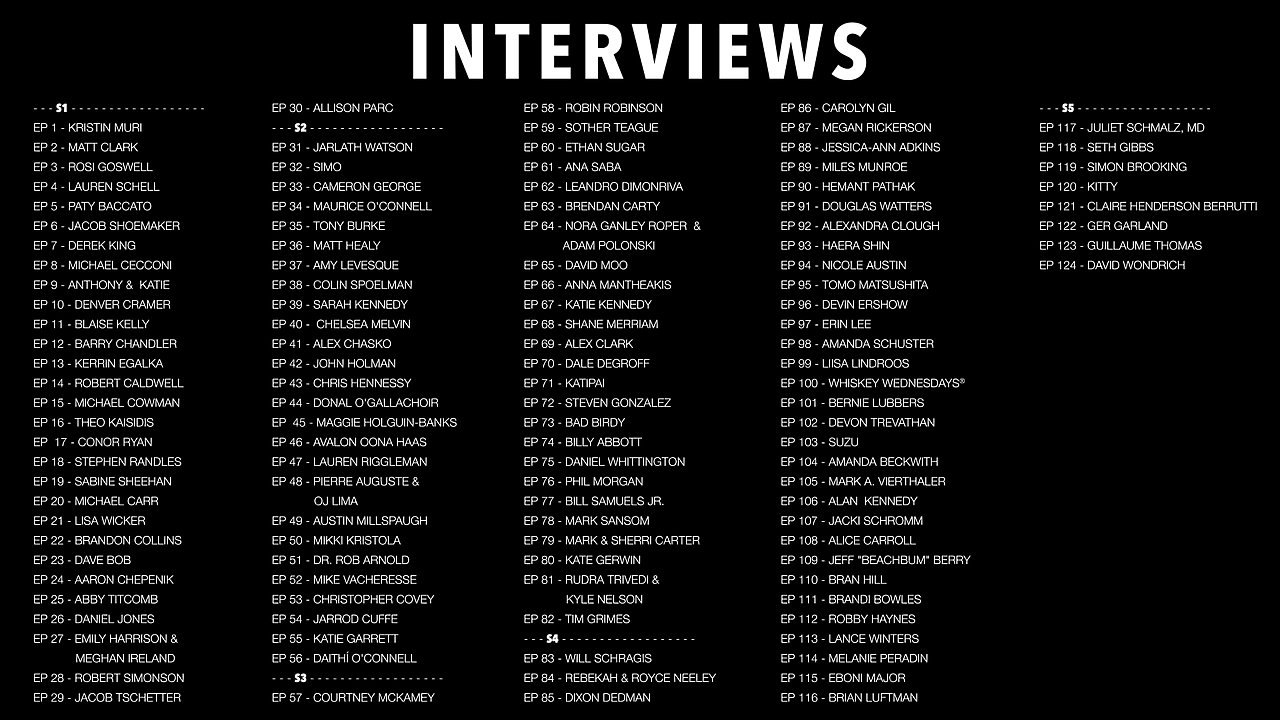 INTERVIEWS
- - - S1 - - - - - - - - - - - - - - - - - -
EP 1 - KRISTIN MURI
EP 2 - MATT CLARK
EP 3 - ROSI GOSWELL
EP 4 - LAUREN SCHELL
EP 5 - PATY BACCATO
EP 6 - JACOB SHOEMAKER
EP 7 - DEREK KING
EP 8 - MICHAEL CECCONI
EP 9 - ANTHONY & KATIE
EP 10 - DENVER CRAMER
EP 11 - BLAISE KELLY
EP 12 - BARRY CHANDLER
EP 13 - KERRIN EGALKA
EP 14 - ROBERT CALDWELL
EP 15 - MICHAEL COWMAN
EP 16 - THEO KAISIDIS
EP 17 - CONOR RYAN
EP 18 - STEPHEN RANDLES
EP 19 - SABINE SHEEHAN
EP 20 - MICHAEL CARR
EP 21 - LISA WICKER
EP 22 - BRANDON COLLINS
EP 23 - DAVE BOB
EP 24 - AARON CHEPENIK
EP 25 - ABBY TITCOMB
EP 26 - DANIEL JONES
EP 27 - EMILY HARRISON &
MEGHAN IRELAND
EP 28 - ROBERT SIMONSON
EP 29 - JACOB TSCHETTER
EP 30 - ALLISON PARC
- - - S2 - - - - - - - - - - - - - - - - - -
EP 31 - JARLATH WATSON
EP 32 - SIMO
EP 33 - CAMERON GEORGE
EP 34 - MAURICE O'CONNELL
EP 35 - TONY BURKE
EP 36 - MATT HEALY
EP 37 - AMY LEVESQUE
EP 38 - COLIN SPOELMAN
EP 39 - SARAH KENNEDY
EP 40 - CHELSEA MELVIN
EP 41 - ALEX CHASKO
EP 42 - JOHN HOLMAN
EP 43 - CHRIS HENNESSY
EP 44 - DONAL O'GALLACHOIR
EP 45 - MAGGIE HOLGUIN-BANKS
EP 46 - AVALON OONA HAAS
EP 47 - LAUREN RIGGLEMAN
EP 48 - PIERRE AUGUSTE &
OJ LIMA
EP 49 - AUSTIN MILLSPAUGH
EP 50 - MIKKI KRISTOLA
EP 51 - DR. ROB ARNOLD
EP 52 - MIKE VACHERESSE
EP 53 - CHRISTOPHER COVEY
EP 54 - JARROD CUFFE
EP 55 - KATIE GARRETT
EP 56 - DAITHÍ O'CONNELL
- - - S3 - - - - - - - - - - - - - - - - - -
EP 57 - COURTNEY MCKAMEY
EP 58 - ROBIN ROBINSON
EP 59 - SOTHER TEAGUE
EP 60 - ETHAN SUGAR
EP 61 - ANA SABA
EP 62 - LEANDRO DIMONRIVA
EP 63 - BRENDAN CARTY
EP 64 - NORA GANLEY ROPER &
ADAM POLONSKI
EP 65 - DAVID MOO
EP 66 - ANNA MANTHEAKIS
EP 67 - KATIE KENNEDY
EP 68 - SHANE MERRIAM
EP 69 - ALEX CLARK
EP 70 - DALE DEGROFF
EP 71 - KATIPAI
EP 72 - STEVEN GONZALEZ
EP 73 - BAD BIRDY
EP 74 - BILLY ABBOTT
EP 75 - DANIEL WHITTINGTON
EP 76 - PHIL MORGAN
EP 77 - BILL SAMUELS JR.
EP 78 - MARK SANSOM
EP 79 - MARK & SHERRI CARTER
EP 80 - KATE GERWIN
EP 81 - RUDRA TRIVEDI &
KYLE NELSON
EP 82 - TIM GRIMES
- - - S4 - - - - - - - - - - - - - - - - - -
EP 83 - WILL SCHRAGIS
EP 84 - REBEKAH & ROYCE NEELEY
EP 85 - DIXON DEDMAN
EP 86 - CAROLYN GIL
EP 87 - MEGAN RICKERSON
EP 88 - JESSICA-ANN ADKINS
EP 89 - MILES MUNROE
EP 90 - HEMANT PATHAK
EP 91 - DOUGLAS WATTERS
EP 92 - ALEXANDRA CLOUGH
EP 93 - HAERA SHIN
EP 94 - NICOLE AUSTIN
EP 95 - TOMO MATSUSHITA
EP 96 - DEVIN ERSHOW
EP 97 - ERIN LEE
EP 98 - AMANDA SCHUSTER
EP 99 - LIISA LINDROOS
EP 100 - WHISKEY WEDNESDAYS®
EP 101 - BERNIE LUBBERS
EP 102 - DEVON TREVATHAN
EP 103 - SUZU
EP 104 - AMANDA BECKWITH
EP 105 - MARK A. VIERTHALER
EP 106 - ALAN KENNEDY
EP 107 - JACKI SCHROMM
EP 108 - ALICE CARROLL
EP 109 - JEFF "BEACHBUM" BERRY
EP 110 - BRAN HILL
EP 111 - BRANDI BOWLES
EP 112 - ROBBY HAYNES
EP 113 - LANCE WINTERS
EP 114 - MELANIE PERADIN
EP 115 - EBONI MAJOR
EP 116 - BRIAN LUFTMAN
- - - S5 - - - - - - - - - - - - - - - - - -
EP 117 - JULIET SCHMALZ, MD
EP 118 - SETH GIBBS
EP 119 - SIMON BROOKING
EP 120 - KITTY
EP 121 - CLAIRE HENDERSON BERRUTTI
EP 122 - GER GARLAND
EP 123 - GUILLAUME THOMAS
EP 124 - DAVID WONDRICH